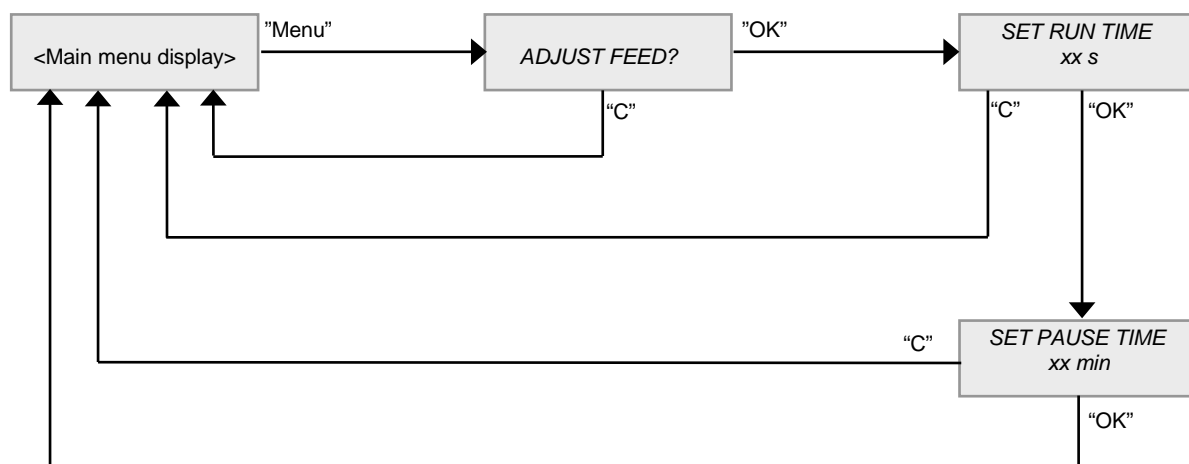 <Main menu display>
”Menu”
ADJUST FEED?
”OK”
SET RUN TIME
xx s
“C”
“C”
“OK”
SET PAUSE TIME
xx min
“C”
“OK”